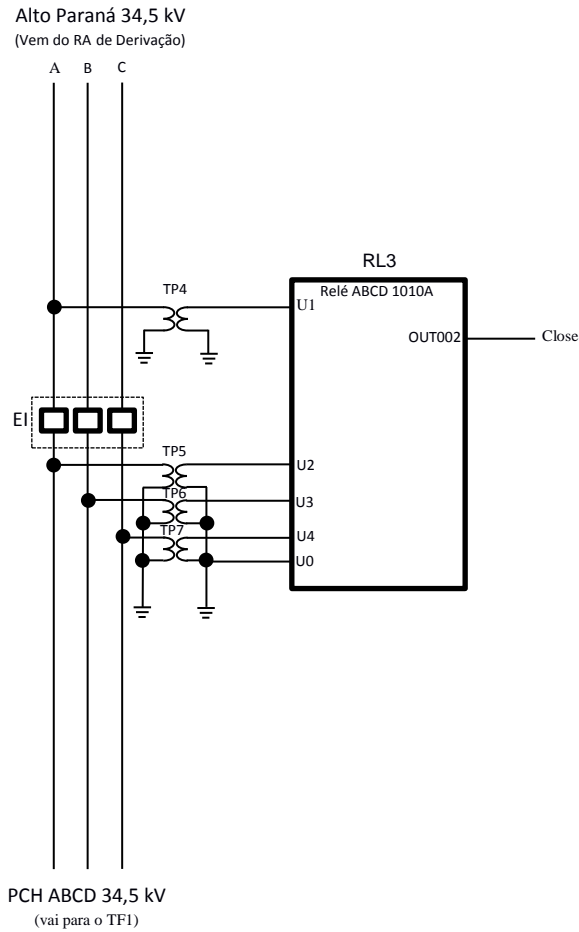 Alto Paraná 34,5 kV
(Vem do RA de Derivação)
A B C
RL3
TP4
Relé ABCD 1010A
U1
OUT002
Close
EI
TP5
U2
TP6
U3
TP7
U4
U0
PCH ABCD 34,5 kV
(vai para o TF1)